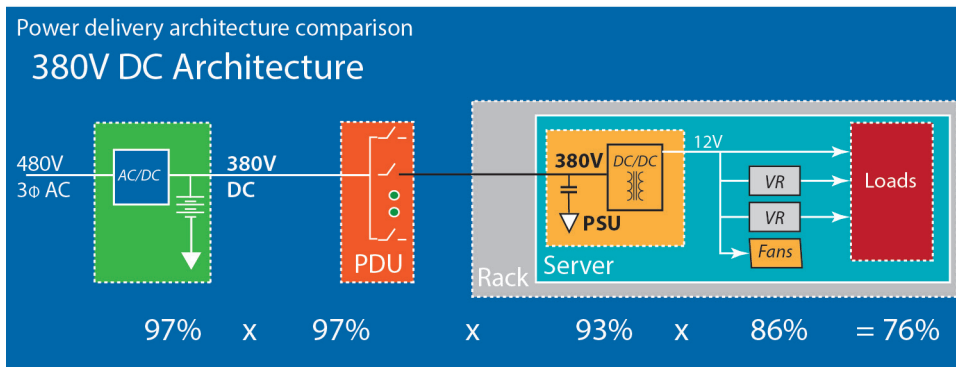 Power delivery architecture comparison
380V DC Architecture
480V
3Φ AC
AC/DC
380V
DC
PDU
Rack
Server
380V
DC/DC
PSU
12V
VR
VR
Fans
Loads
97% x 97% x 93% x 86% = 76%